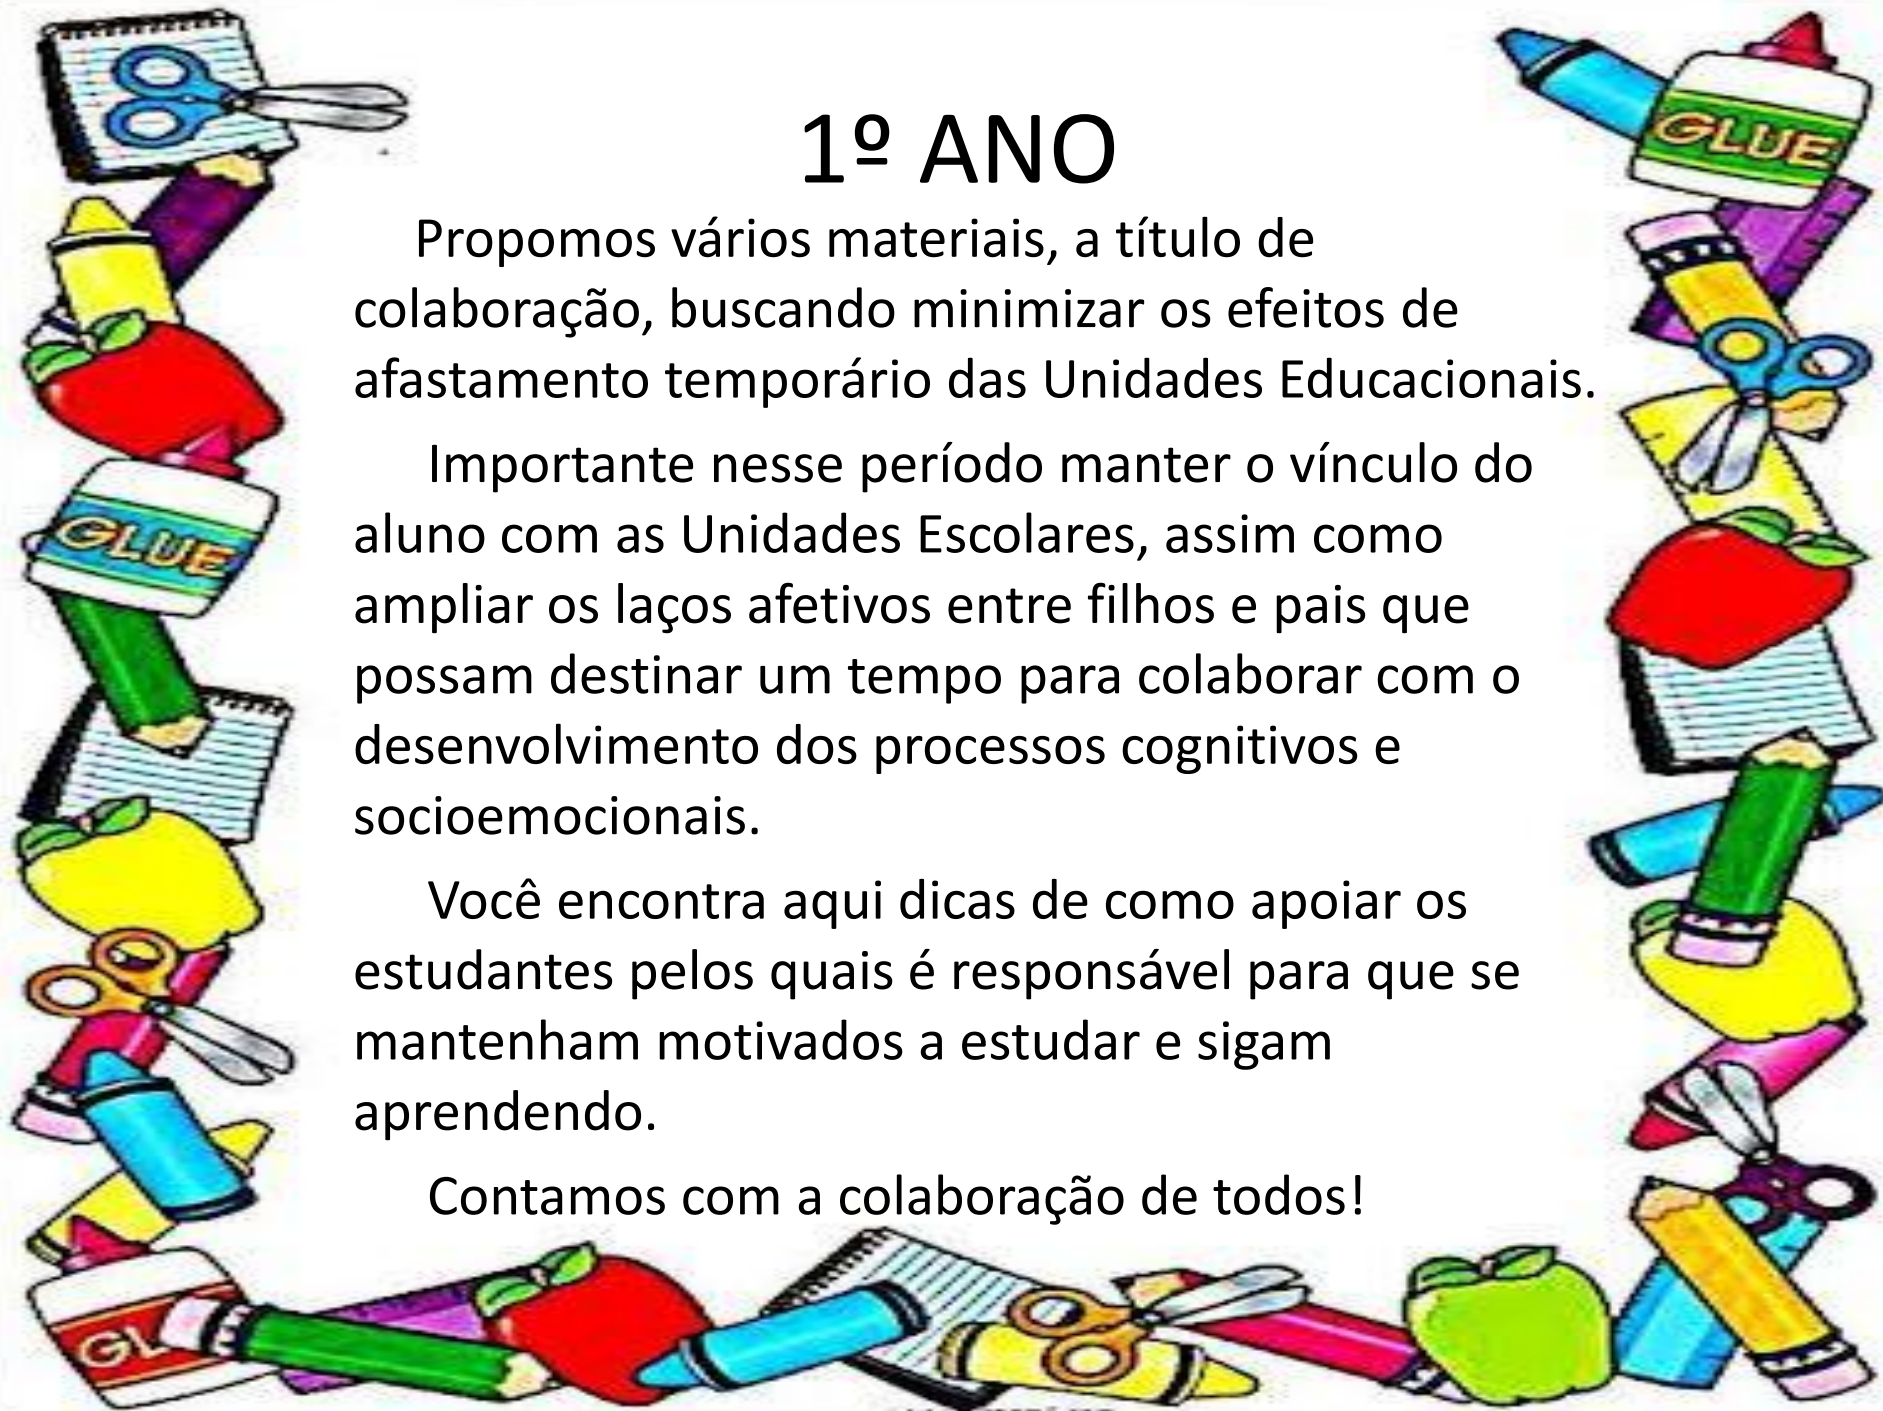 1º ANO
Propomos vários materiais, a título de
colaboração, buscando minimizar os efeitos de
afastamento temporário das Unidades Educacionais.
Importante nesse período manter o vínculo do
aluno com as Unidades Escolares, assim como
ampliar os laços afetivos entre filhos e pais que
possam destinar um tempo para colaborar com o
desenvolvimento dos processos cognitivos e
socioemocionais.
Você encontra aqui dicas de como apoiar os
estudantes pelos quais é responsável para que se
mantenham motivados a estudar e sigam
aprendendo.
Contamos com a colaboração de todos!
GLUE
GLUE
GL